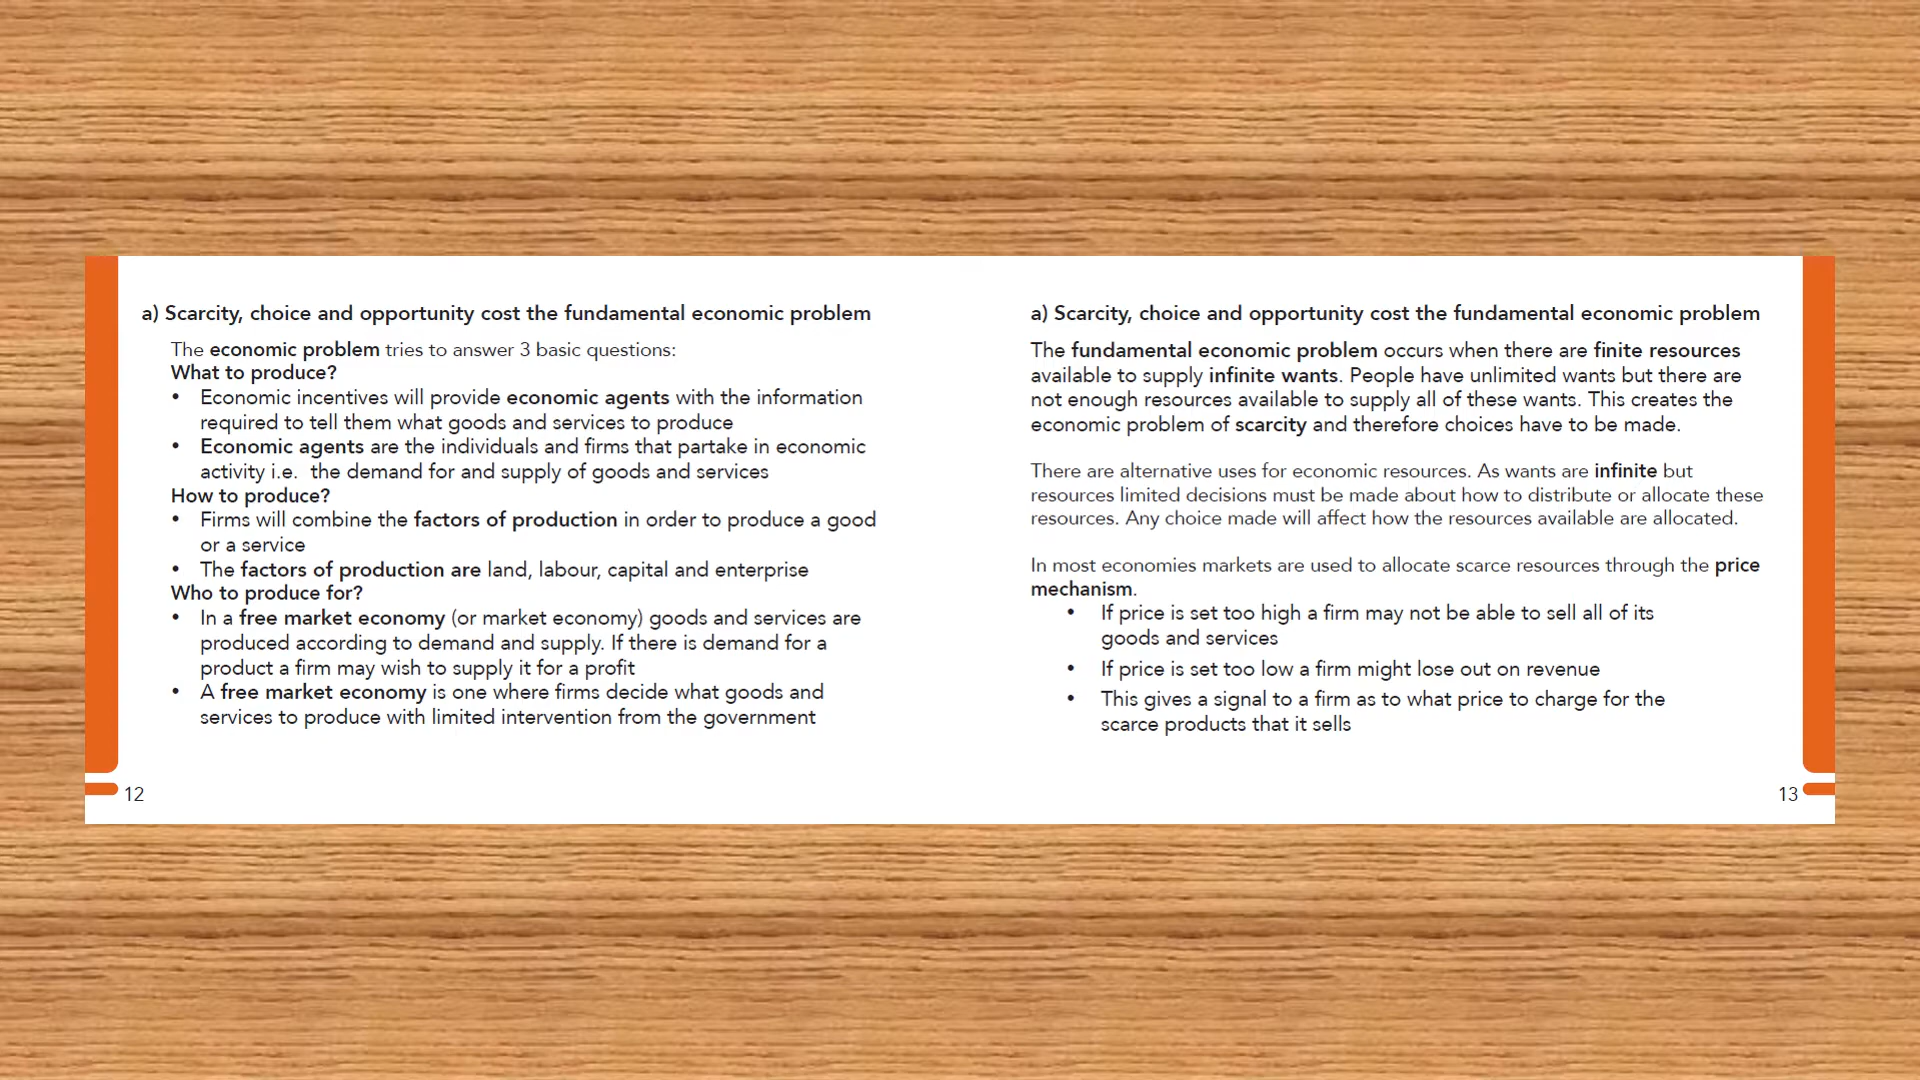 a) Scarcity, choice and opportunity cost the fundamental economic problem
The economic problem tries to answer 3 basic questions:
What to produce?
• Economic incentives will provide economic agents with the information
required to tell them what goods and services to produce
• Economic agents are the individuals and firms that partake in economic
activity i.e. the demand for and supply of goods and services
How to produce?
• Firms will combine the factors of production in order to produce a good
or a service
• The factors of production are land, labour, capital and enterprise
Who to produce for?
• In a free market economy (or market economy) goods and services are
produced according to demand and supply. If there is demand for a
product a firm may wish to supply it for a profit
• A free market economy is one where firms decide what goods and
services to produce with limited intervention from the government
12
a) Scarcity, choice and opportunity cost the fundamental economic problem
The fundamental economic problem occurs when there are finite resources
available to supply infinite wants. People have unlimited wants but there are
not enough resources available to supply all of these wants. This creates the
economic problem of scarcity and therefore choices have to be made.
There are alternative uses for economic resources. As wants are infinite but
resources limited decisions must be made about how to distribute or allocate these
resources. Any choice made will affect how the resources available are allocated.
In most economies markets are used to allocate scarce resources through the price
mechanism.
• If price is set too high a firm may not be able to sell all of its
goods and services
• If price is set too low a firm might lose out on revenue
• This gives a signal to a firm as to what price to charge for the
scarce products that it sells
13